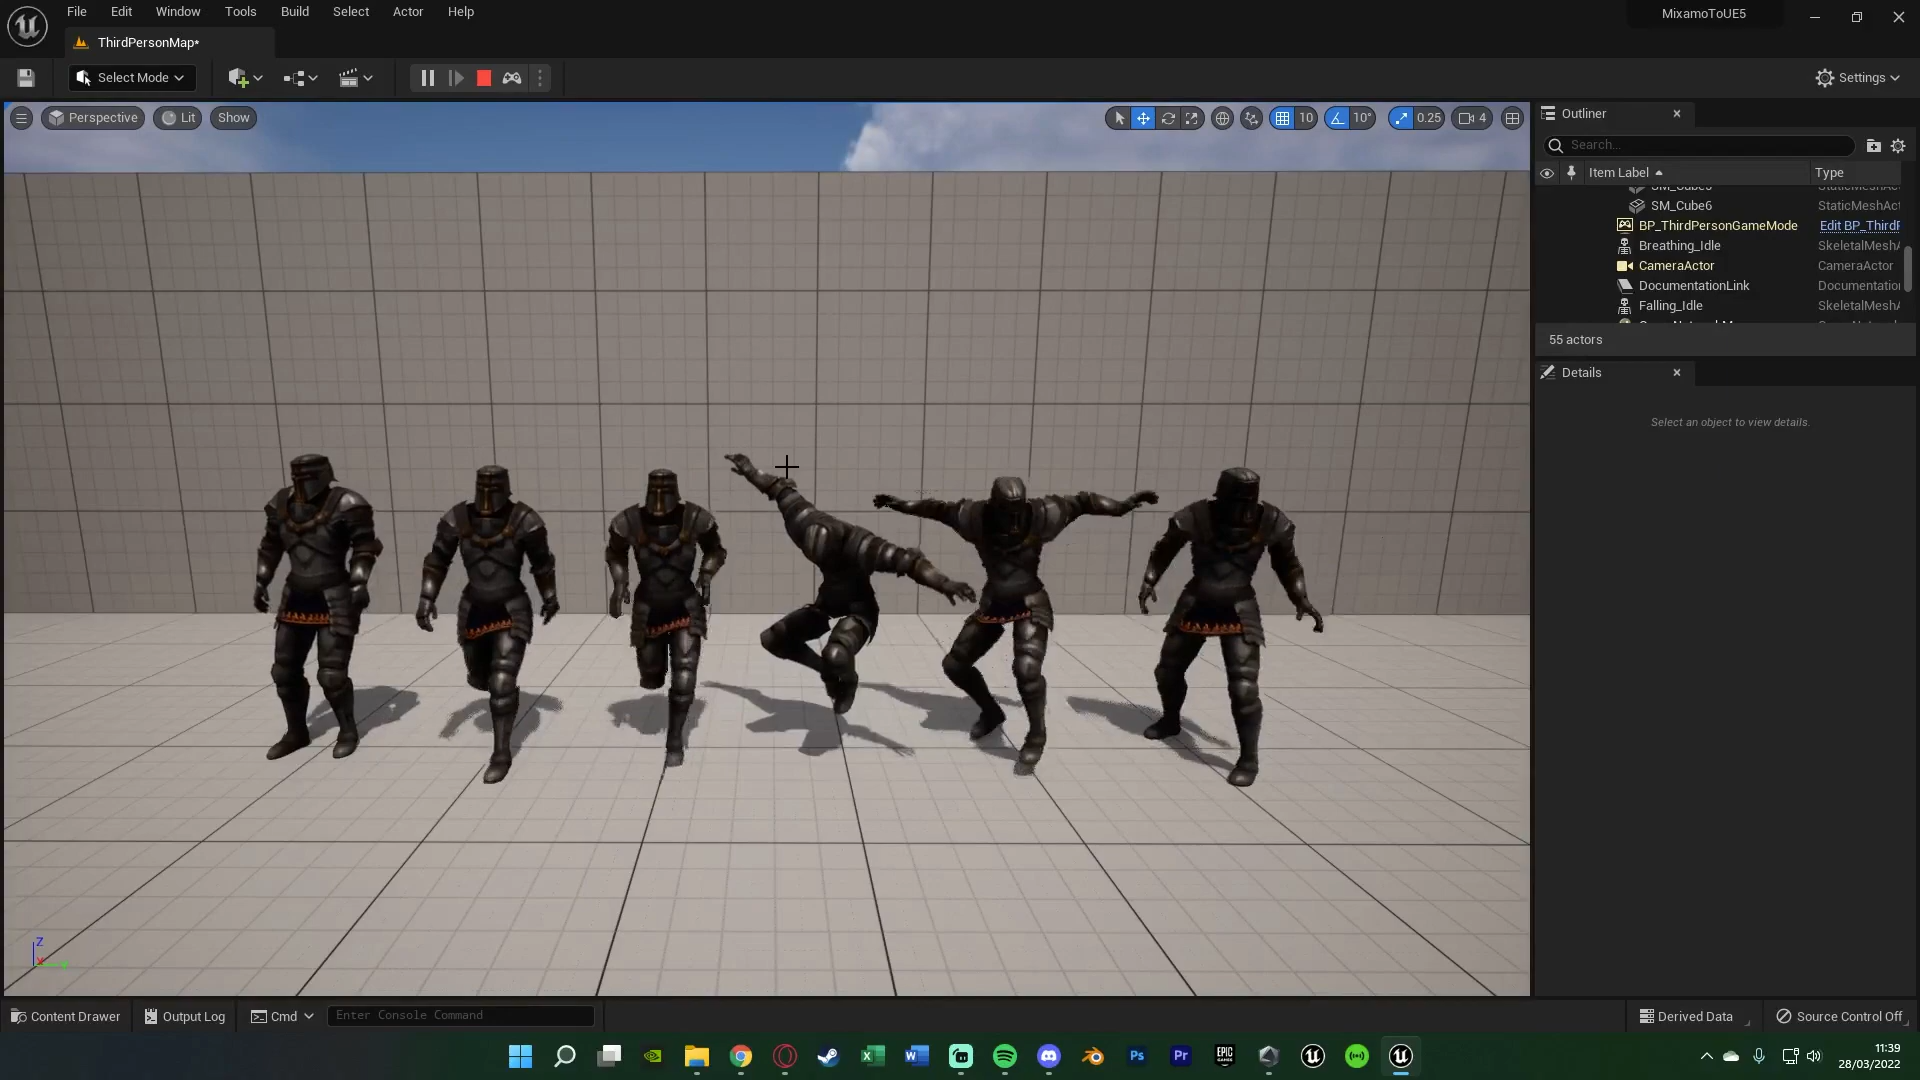 File Edit Window Tools Build Select Actor Help
MixamoToUE5
ThirdPersonMap*
Select Mode
Settings
Perspective Lit Show
10 10° 0.25 4
Outliner
Search...
Item Label Type
SM_Cube6 StaticMeshAct
BP_ThirdPersonGameMode Edit BP_Third
Breathing_Idle SkeletalMeshA
CameraActor CameraActor
DocumentationLink Documentation
Falling_Idle SkeletalMeshA
55 actors
Details
Select an object to view details.
Z
Content Drawer Output Log Cmd Enter Console Command
Derived Data Source Control Off
11:39
28/03/2022